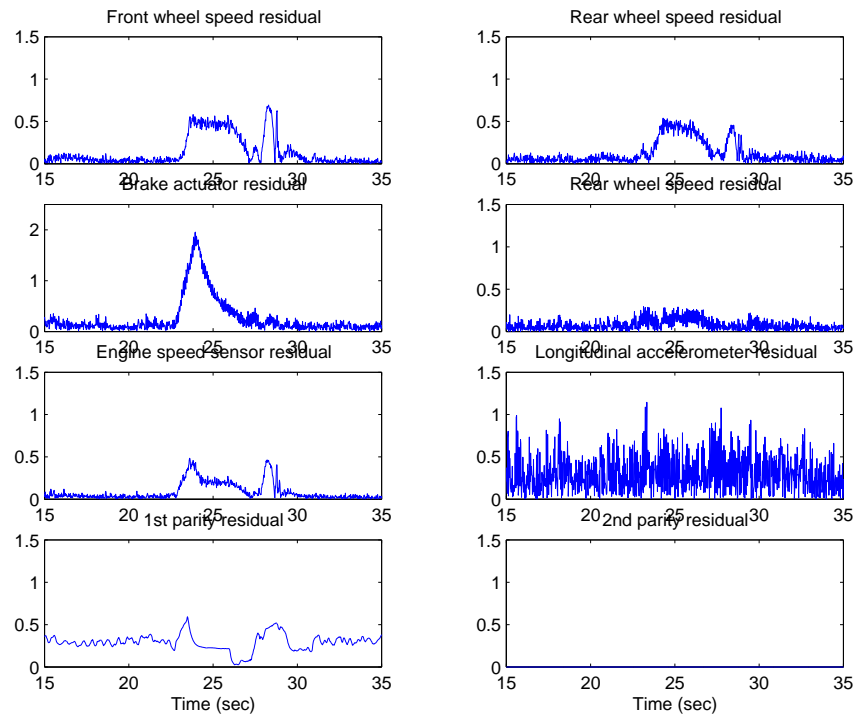 Front wheel speed residual
1.5
1
0.5
0
15 20 25 30 35
Rear wheel speed residual
1.5
1
0.5
0
15 20 25 30 35
Brake actuator residual
2
1
0
15 20 25 30 35
Rear wheel speed residual
1.5
1
0.5
0
15 20 25 30 35
Engine speed sensor residual
1.5
1
0.5
0
15 20 25 30 35
Longitudinal accelerometer residual
1.5
1
0.5
0
15 20 25 30 35
1st parity residual
1.5
1
0.5
0
15 20 25 30 35
Time (sec)
2nd parity residual
1.5
1
0.5
0
15 20 25 30 35
Time (sec)